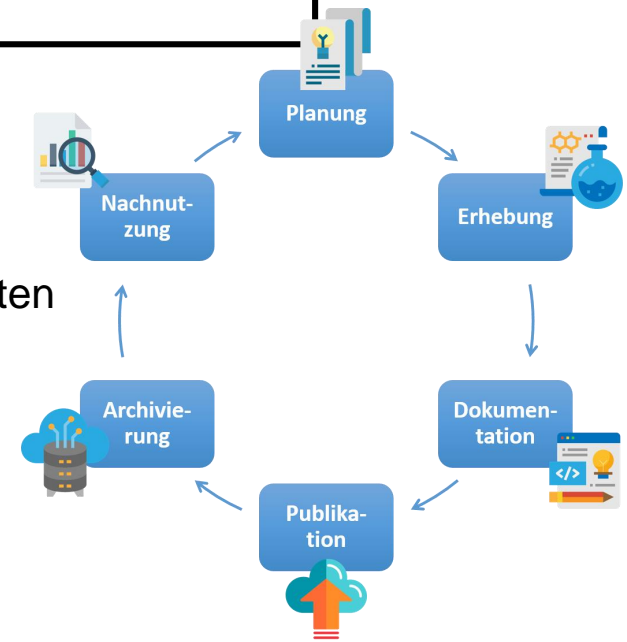 Planung
Nachnut-
zung
Erhebung
ten
Archivie-
rung
Dokumen-
tation
</>
Publika-
tion